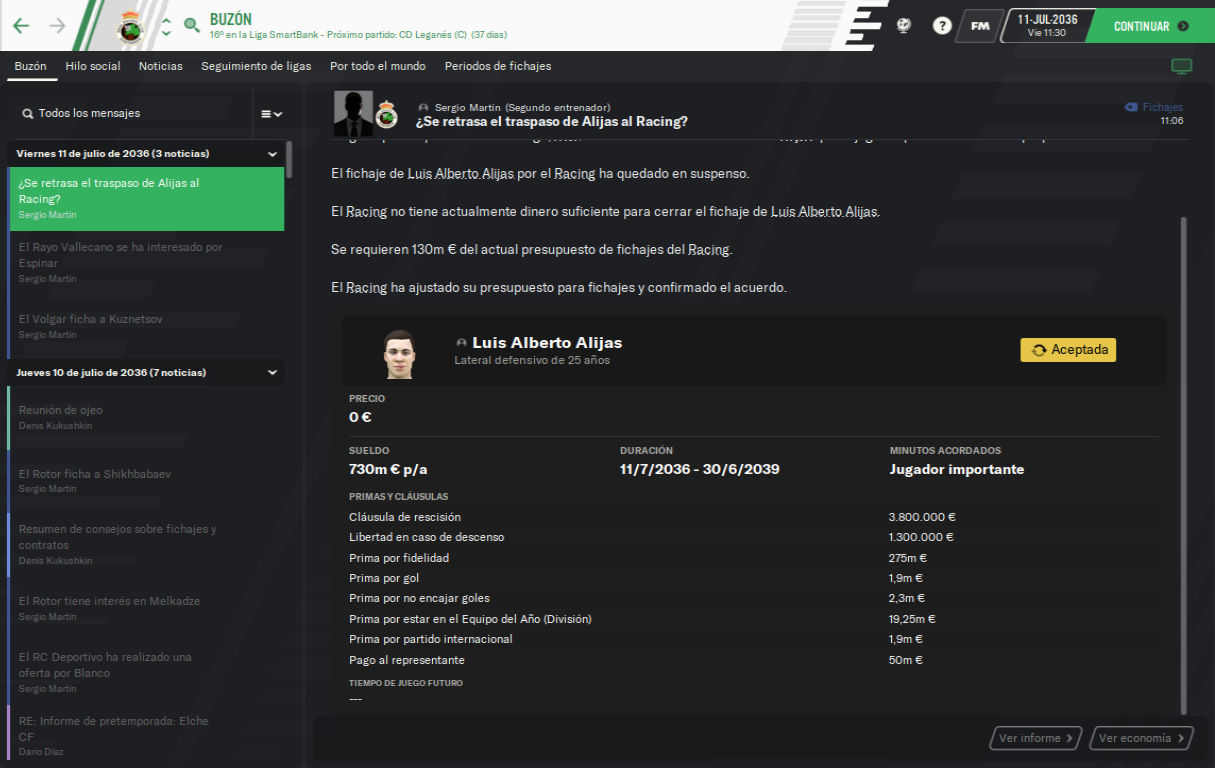 BUZÓN
16º en la Liga SmartBank - Próximo partido: CD Leganés (C) (37 días)
?
FM
11-JUL-2036
Vie 11:30
CONTINUAR
Buzón
Hilo social
Noticias
Seguimiento de ligas
Por todo el mundo
Periodos de fichajes
Todos los mensajes
Viernes 11 de julio de 2036 (3 noticias)
¿Se retrasa el traspaso de Alijas al
Racing?
Sergio Martín
El Rayo Vallecano se ha interesado por
Espinar
Sergio Martín
El Volgar ficha a Kuznetsov
Sergio Martín
Jueves 10 de julio de 2036 (7 noticias)
Reunión de ojeo
Denis Kukushkin
El Rotor ficha a Shikhbabaev
Sergio Martín
Resumen de consejos sobre fichajes y
contratos
Denis Kukushkin
El Rotor tiene interés en Melkadze
Sergio Martín
El RC Deportivo ha realizado una
oferta por Blanco
Sergio Martín
RE: Informe de pretemporada: Elche
CF
Darío Díaz
Sergio Martín (Segundo entrenador)
¿Se retrasa el traspaso de Alijas al Racing?
Fichajes
11:06
El fichaje de Luis Alberto Alijas por el Racing ha quedado en suspenso.
El Racing no tiene actualmente dinero suficiente para cerrar el fichaje de Luis Alberto Alijas.
Se requieren 130m € del actual presupuesto de fichajes del Racing.
El Racing ha ajustado su presupuesto para fichajes y confirmado el acuerdo.
Luis Alberto Alijas
Lateral defensivo de 25 años
Aceptada
PRECIO
0 €
SUELDO
730m € p/a
DURACIÓN
11/7/2036 - 30/6/2039
MINUTOS ACORDADOS
Jugador importante
PRIMAS Y CLÁUSULAS
Cláusula de rescisión 3.800.000 €
Libertad en caso de descenso 1.300.000 €
Prima por fidelidad 275m €
Prima por gol 1,9m €
Prima por no encajar goles 2,3m €
Prima por estar en el Equipo del Año (División) 19,25m €
Prima por partido internacional 1,9m €
Pago al representante 50m €
TIEMPO DE JUEGO FUTURO
---
Ver informe
Ver economía